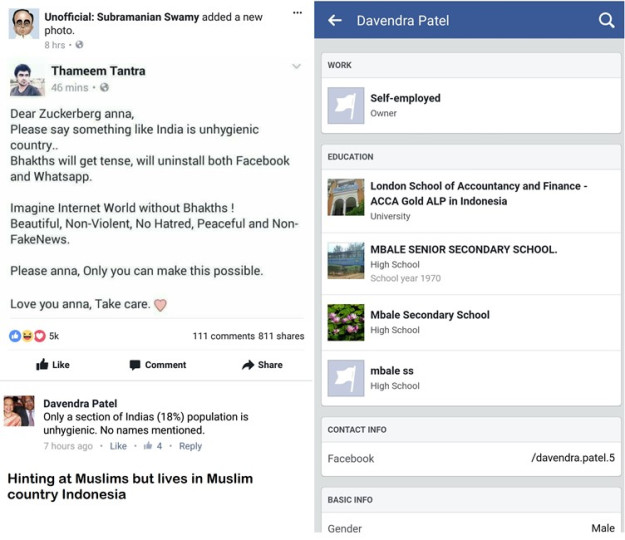 Unofficial: Subramanian Swamy added a new
photo.
8 hrs •
Thameem Tantra
46 mins •
Dear Zuckerberg anna,
Please say something like India is unhygienic
country..
Bhakths will get tense, will uninstall both Facebook
and Whatsapp.
Imagine Internet World without Bhakths !
Beautiful, Non-Violent, No Hatred, Peaceful and Non-
FakeNews.
Please anna, Only you can make this possible.
Love you anna, Take care.
5k 111 comments 811 shares
Like Comment Share
Davendra Patel
Only a section of Indias (18%) population is
unhygienic. No names mentioned.
7 hours ago • Like • 4 • Reply
Hinting at Muslims but lives in Muslim
country Indonesia
Davendra Patel
WORK
Self-employed
Owner
EDUCATION
London School of Accountancy and Finance -
ACCA Gold ALP in Indonesia
University
MBALE SENIOR SECONDARY SCHOOL.
High School
School year 1970
Mbale Secondary School
High School
mbale ss
High School
CONTACT INFO
Facebook /davendra.patel.5
BASIC INFO
Gender Male